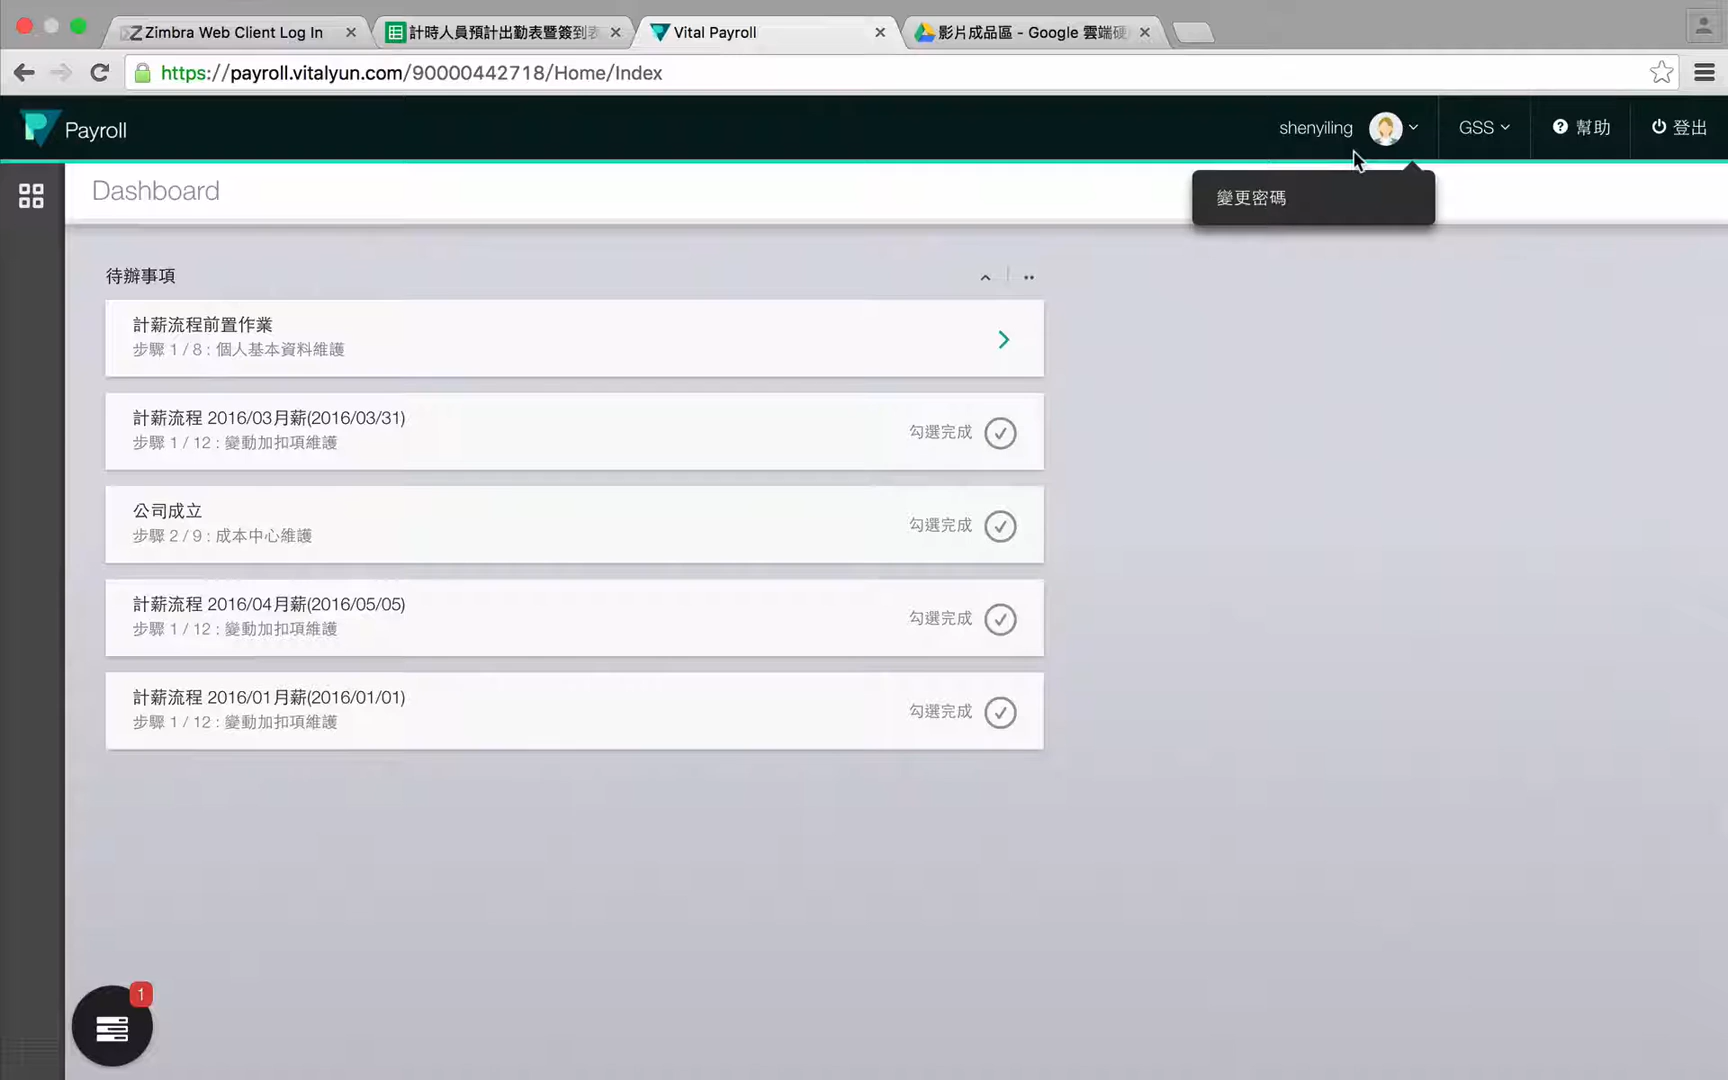 Zimbra Web Client Log In
計時人員預計出勤表暨簽到表
Vital Payroll
影片成品區 - Google 雲端硬
https://payroll.vitalyun.com/90000442718/Home/Index
Payroll
shenyiling
GSS
幫助
登出
變更密碼
Dashboard
待辦事項
計薪流程前置作業
步驟 1 / 8 : 個人基本資料維護
計薪流程 2016/03月薪(2016/03/31)
步驟 1 / 12 : 變動加扣項維護
勾選完成
公司成立
步驟 2 / 9 : 成本中心維護
勾選完成
計薪流程 2016/04月薪(2016/05/05)
步驟 1 / 12 : 變動加扣項維護
勾選完成
計薪流程 2016/01月薪(2016/01/01)
步驟 1 / 12 : 變動加扣項維護
勾選完成
1